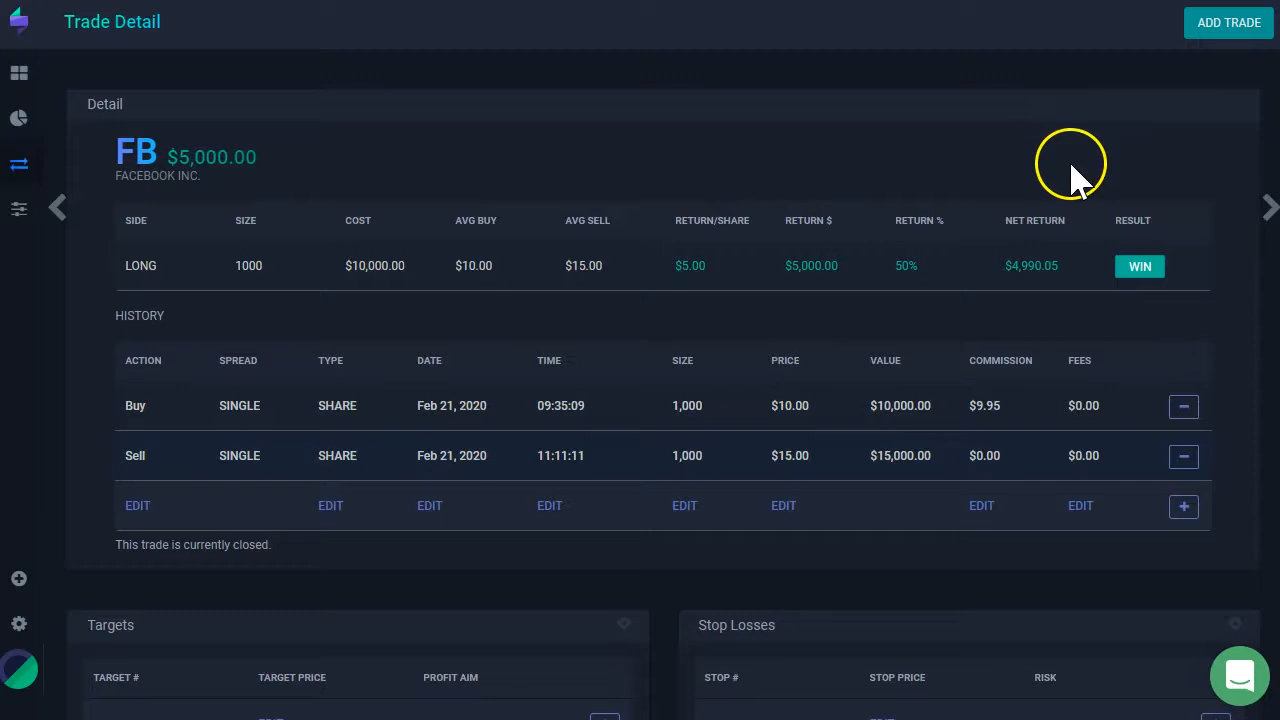 Trade Detail
ADD TRADE
Detail
FB $5,000.00
FACEBOOK INC.
SIDE SIZE COST AVG BUY AVG SELL RETURN/SHARE RETURN $ RETURN % NET RETURN RESULT
LONG 1000 $10,000.00 $10.00 $15.00 $5.00 $5,000.00 50% $4,990.05 WIN
HISTORY
ACTION SPREAD TYPE DATE TIME SIZE PRICE VALUE COMMISSION FEES
Buy SINGLE SHARE Feb 21, 2020 09:35:09 1,000 $10.00 $10,000.00 $9.95 $0.00
Sell SINGLE SHARE Feb 21, 2020 11:11:11 1,000 $15.00 $15,000.00 $0.00 $0.00
EDIT EDIT EDIT EDIT EDIT EDIT EDIT EDIT
This trade is currently closed.
Targets
TARGET # TARGET PRICE PROFIT AIM
Stop Losses
STOP # STOP PRICE RISK